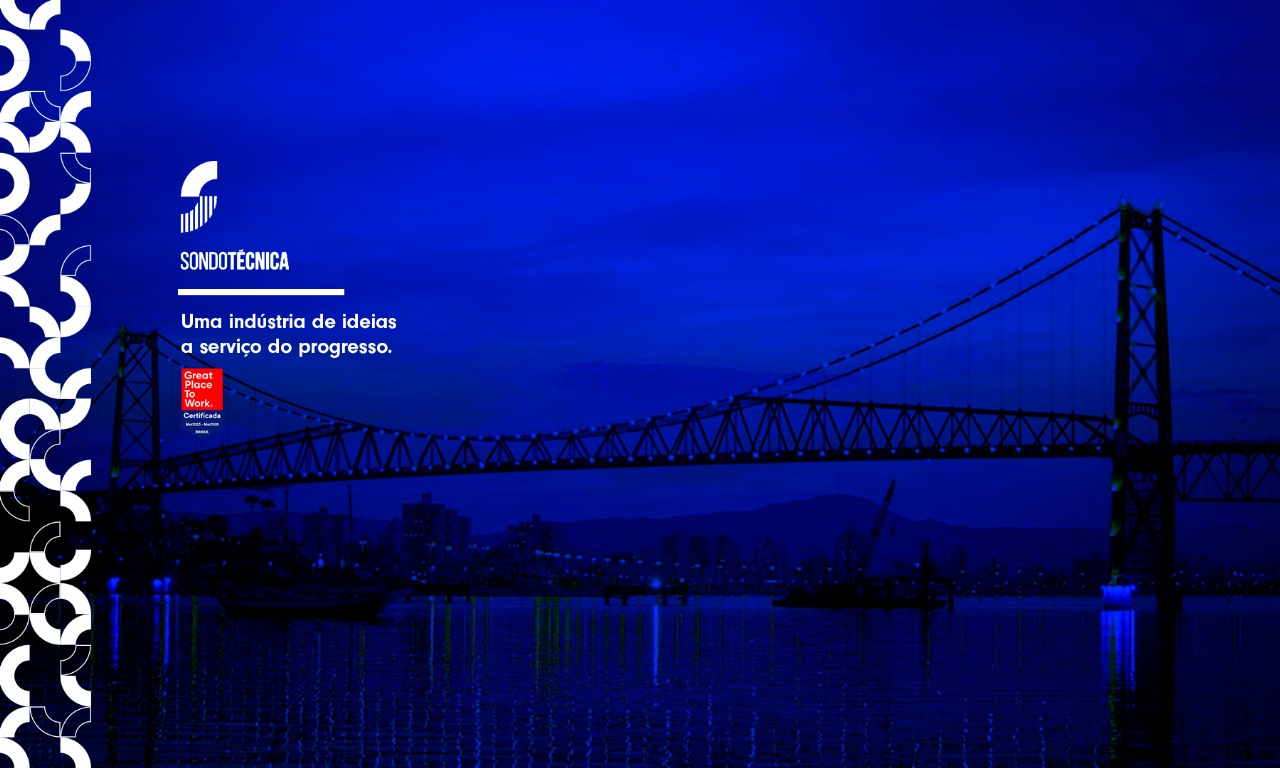 SONDOTÉCNICA
Uma indústria de ideias
a serviço do progresso.
Great
Place
To
Work.
Certificada
BRASIL